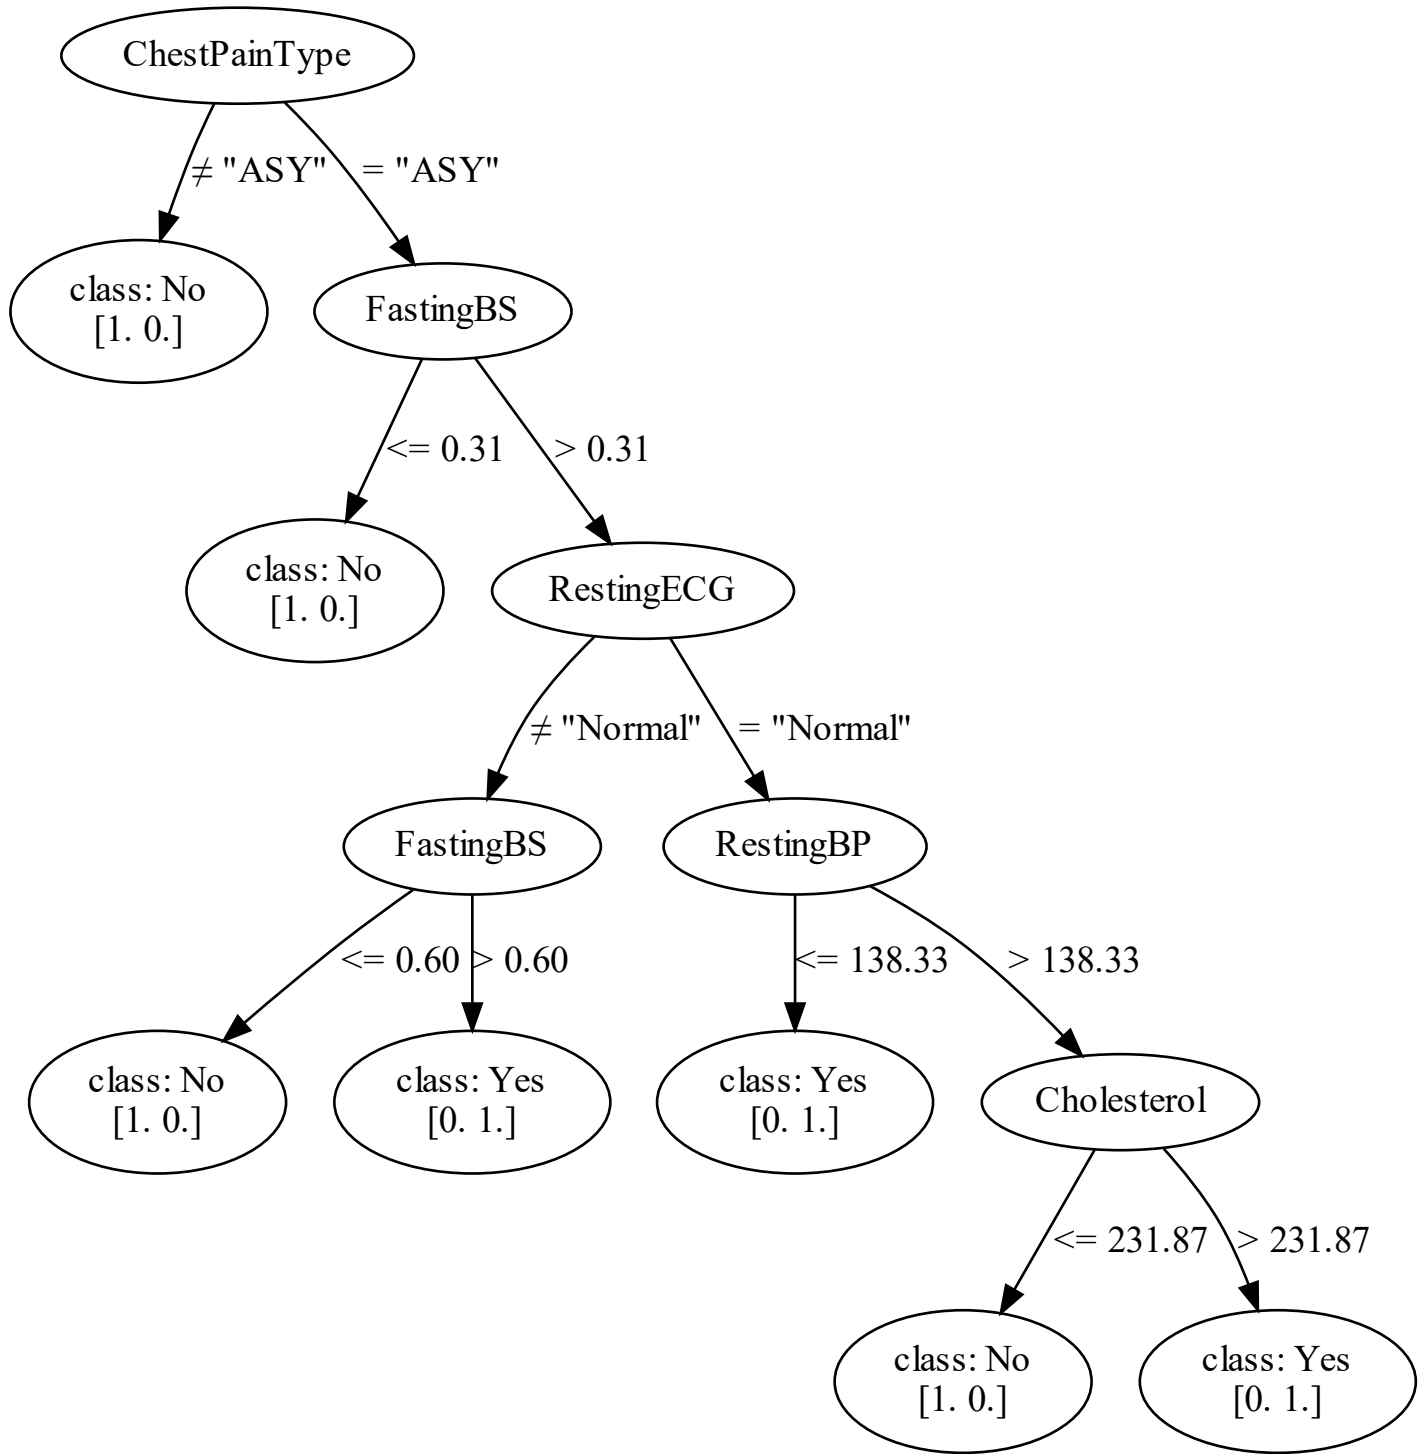 ChestPainType
≠ "ASY"
= "ASY"
class: No
[1. 0.]
FastingBS
<= 0.31
> 0.31
class: No
[1. 0.]
RestingECG
≠ "Normal"
= "Normal"
FastingBS
RestingBP
<= 0.60
> 0.60
<= 138.33
> 138.33
class: No
[1. 0.]
class: Yes
[0. 1.]
class: Yes
[0. 1.]
Cholesterol
<= 231.87
> 231.87
class: No
[1. 0.]
class: Yes
[0. 1.]